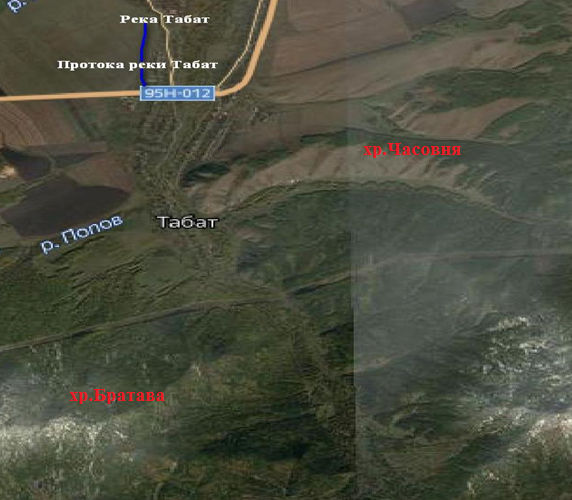 р.
Река Табат
Протока реки Табат
95Н-012
хр.Часовня
Табат
р. Попов
хр.Братава